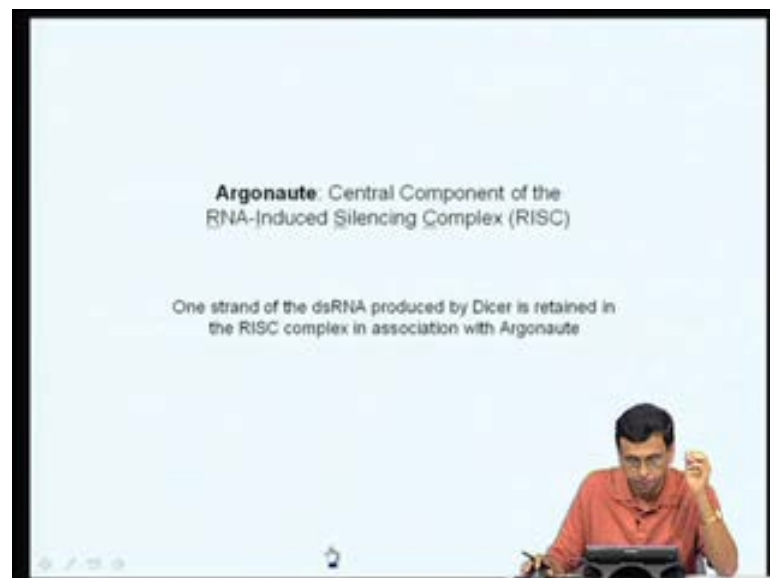 Argonaute: Central Component of the
RNA-Induced Silencing Complex (RISC)
One strand of the dsRNA produced by Dicer is retained in
the RISC complex in association with Argonaute